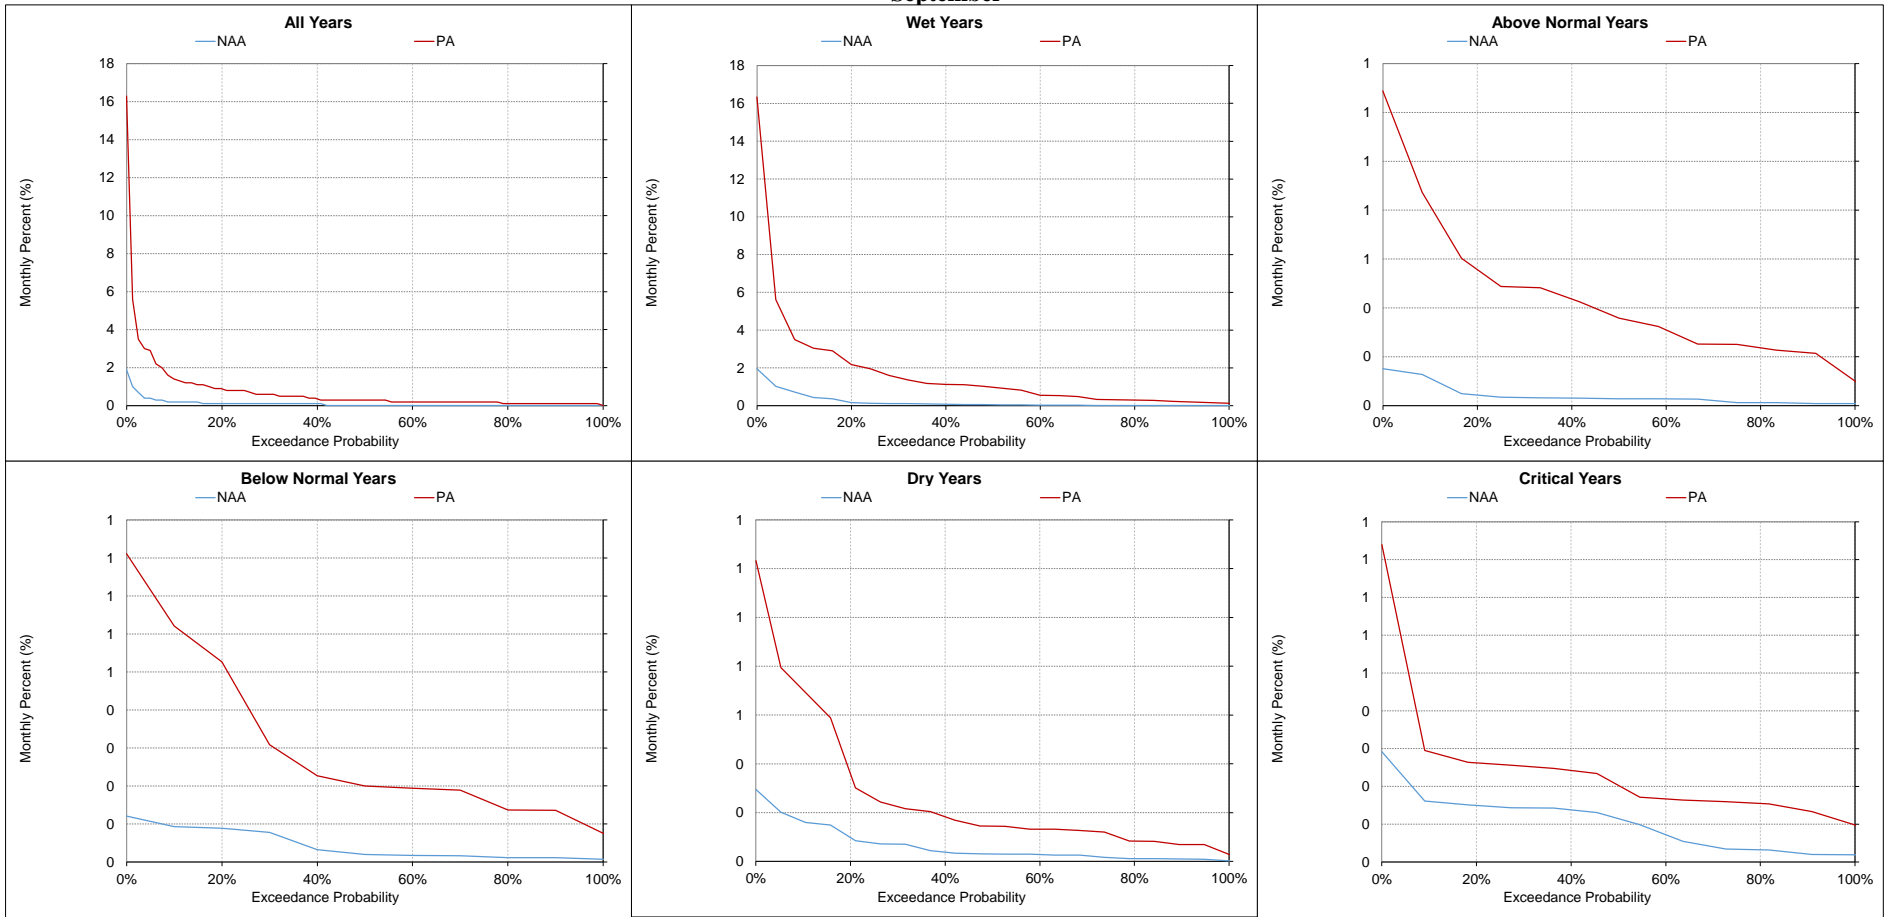 September
All Years
NAA PA
18
16
14
12
10
8
6
4
2
0
0% 20% 40% 60% 80% 100%
Monthly Percent (%)
Exceedance Probability
Wet Years
NAA PA
18
16
14
12
10
8
6
4
2
0
0% 20% 40% 60% 80% 100%
Monthly Percent (%)
Exceedance Probability
Above Normal Years
NAA PA
1
1
1
1
1
0
0
0
0% 20% 40% 60% 80% 100%
Monthly Percent (%)
Exceedance Probability
Below Normal Years
NAA PA
1
1
1
1
1
0
0
0
0
0
0% 20% 40% 60% 80% 100%
Monthly Percent (%)
Exceedance Probability
Dry Years
NAA PA
1
1
1
1
1
0
0
0
0% 20% 40% 60% 80% 100%
Monthly Percent (%)
Exceedance Probability
Critical Years
NAA PA
1
1
1
1
1
0
0
0
0
0
0% 20% 40% 60% 80% 100%
Monthly Percent (%)
Exceedance Probability